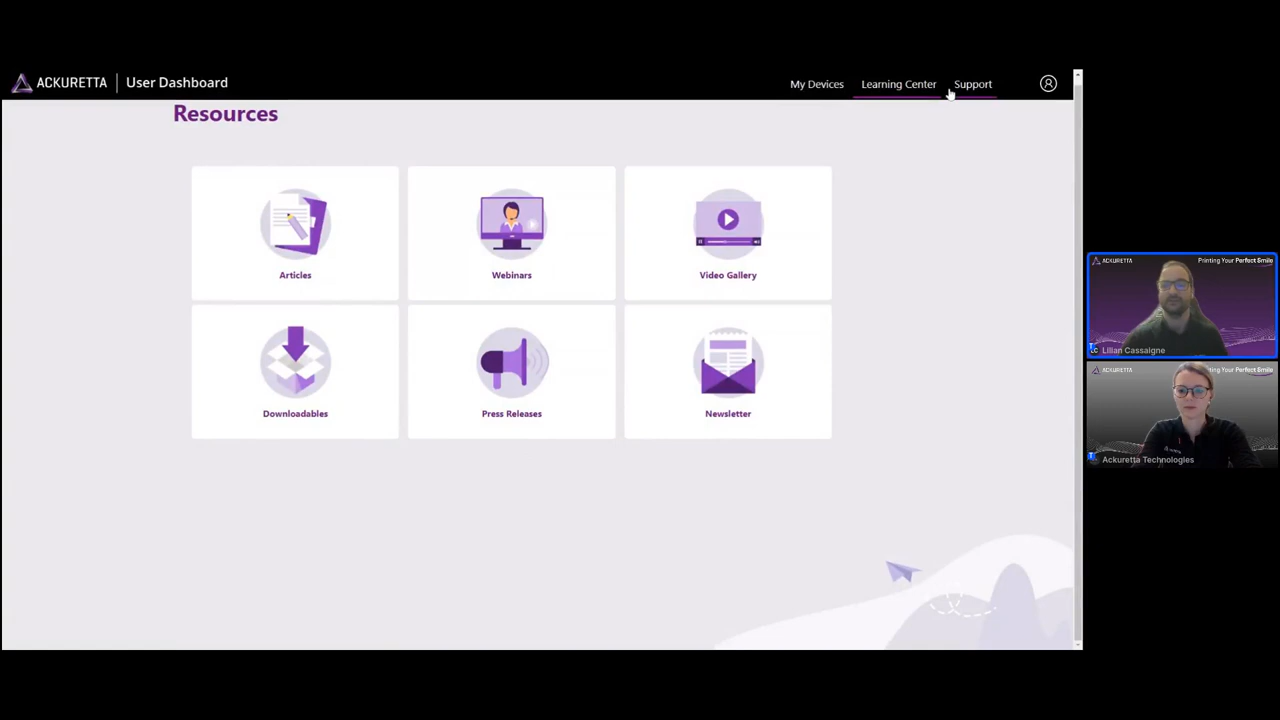 ACKURETTA User Dashboard
My Devices Learning Center Support
Resources
Articles Webinars Video Gallery
Downloadables Press Releases Newsletter
ACKURETTA Printing Your Perfect Smile
Lilian Cassaigne
ACKURETTA Printing Your Perfect Smile
Ackuretta Technologies